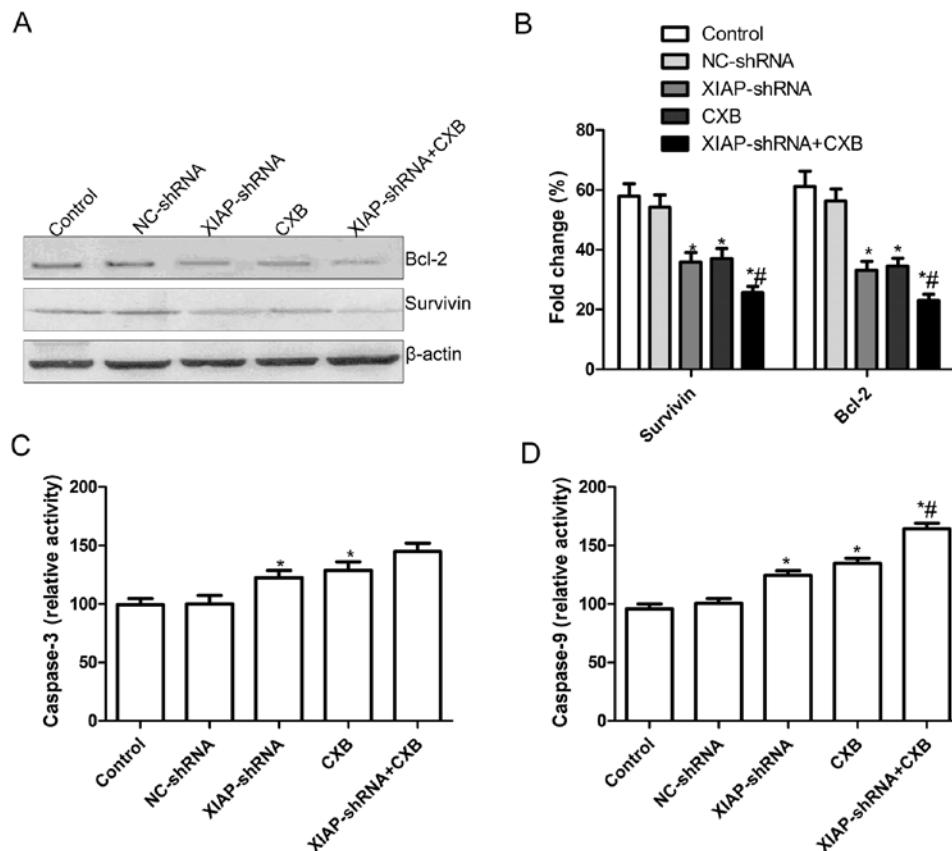 A
Control
NC-shRNA
XIAP-shRNA
CXB
XIAP-shRNA+CXB
Bcl-2
Survivin
β-actin
B
Control
NC-shRNA
XIAP-shRNA
CXB
XIAP-shRNA+CXB
Fold change (%)
80
60
40
20
0
* * *#
* * *#
Survivin
Bcl-2
C
Caspase-3 (relative activity)
200
150
100
50
0
* *
Control
NC-shRNA
XIAP-shRNA
CXB
XIAP-shRNA+CXB
D
Caspase-9 (relative activity)
200
150
100
50
0
* * *#
Control
NC-shRNA
XIAP-shRNA
CXB
XIAP-shRNA+CXB